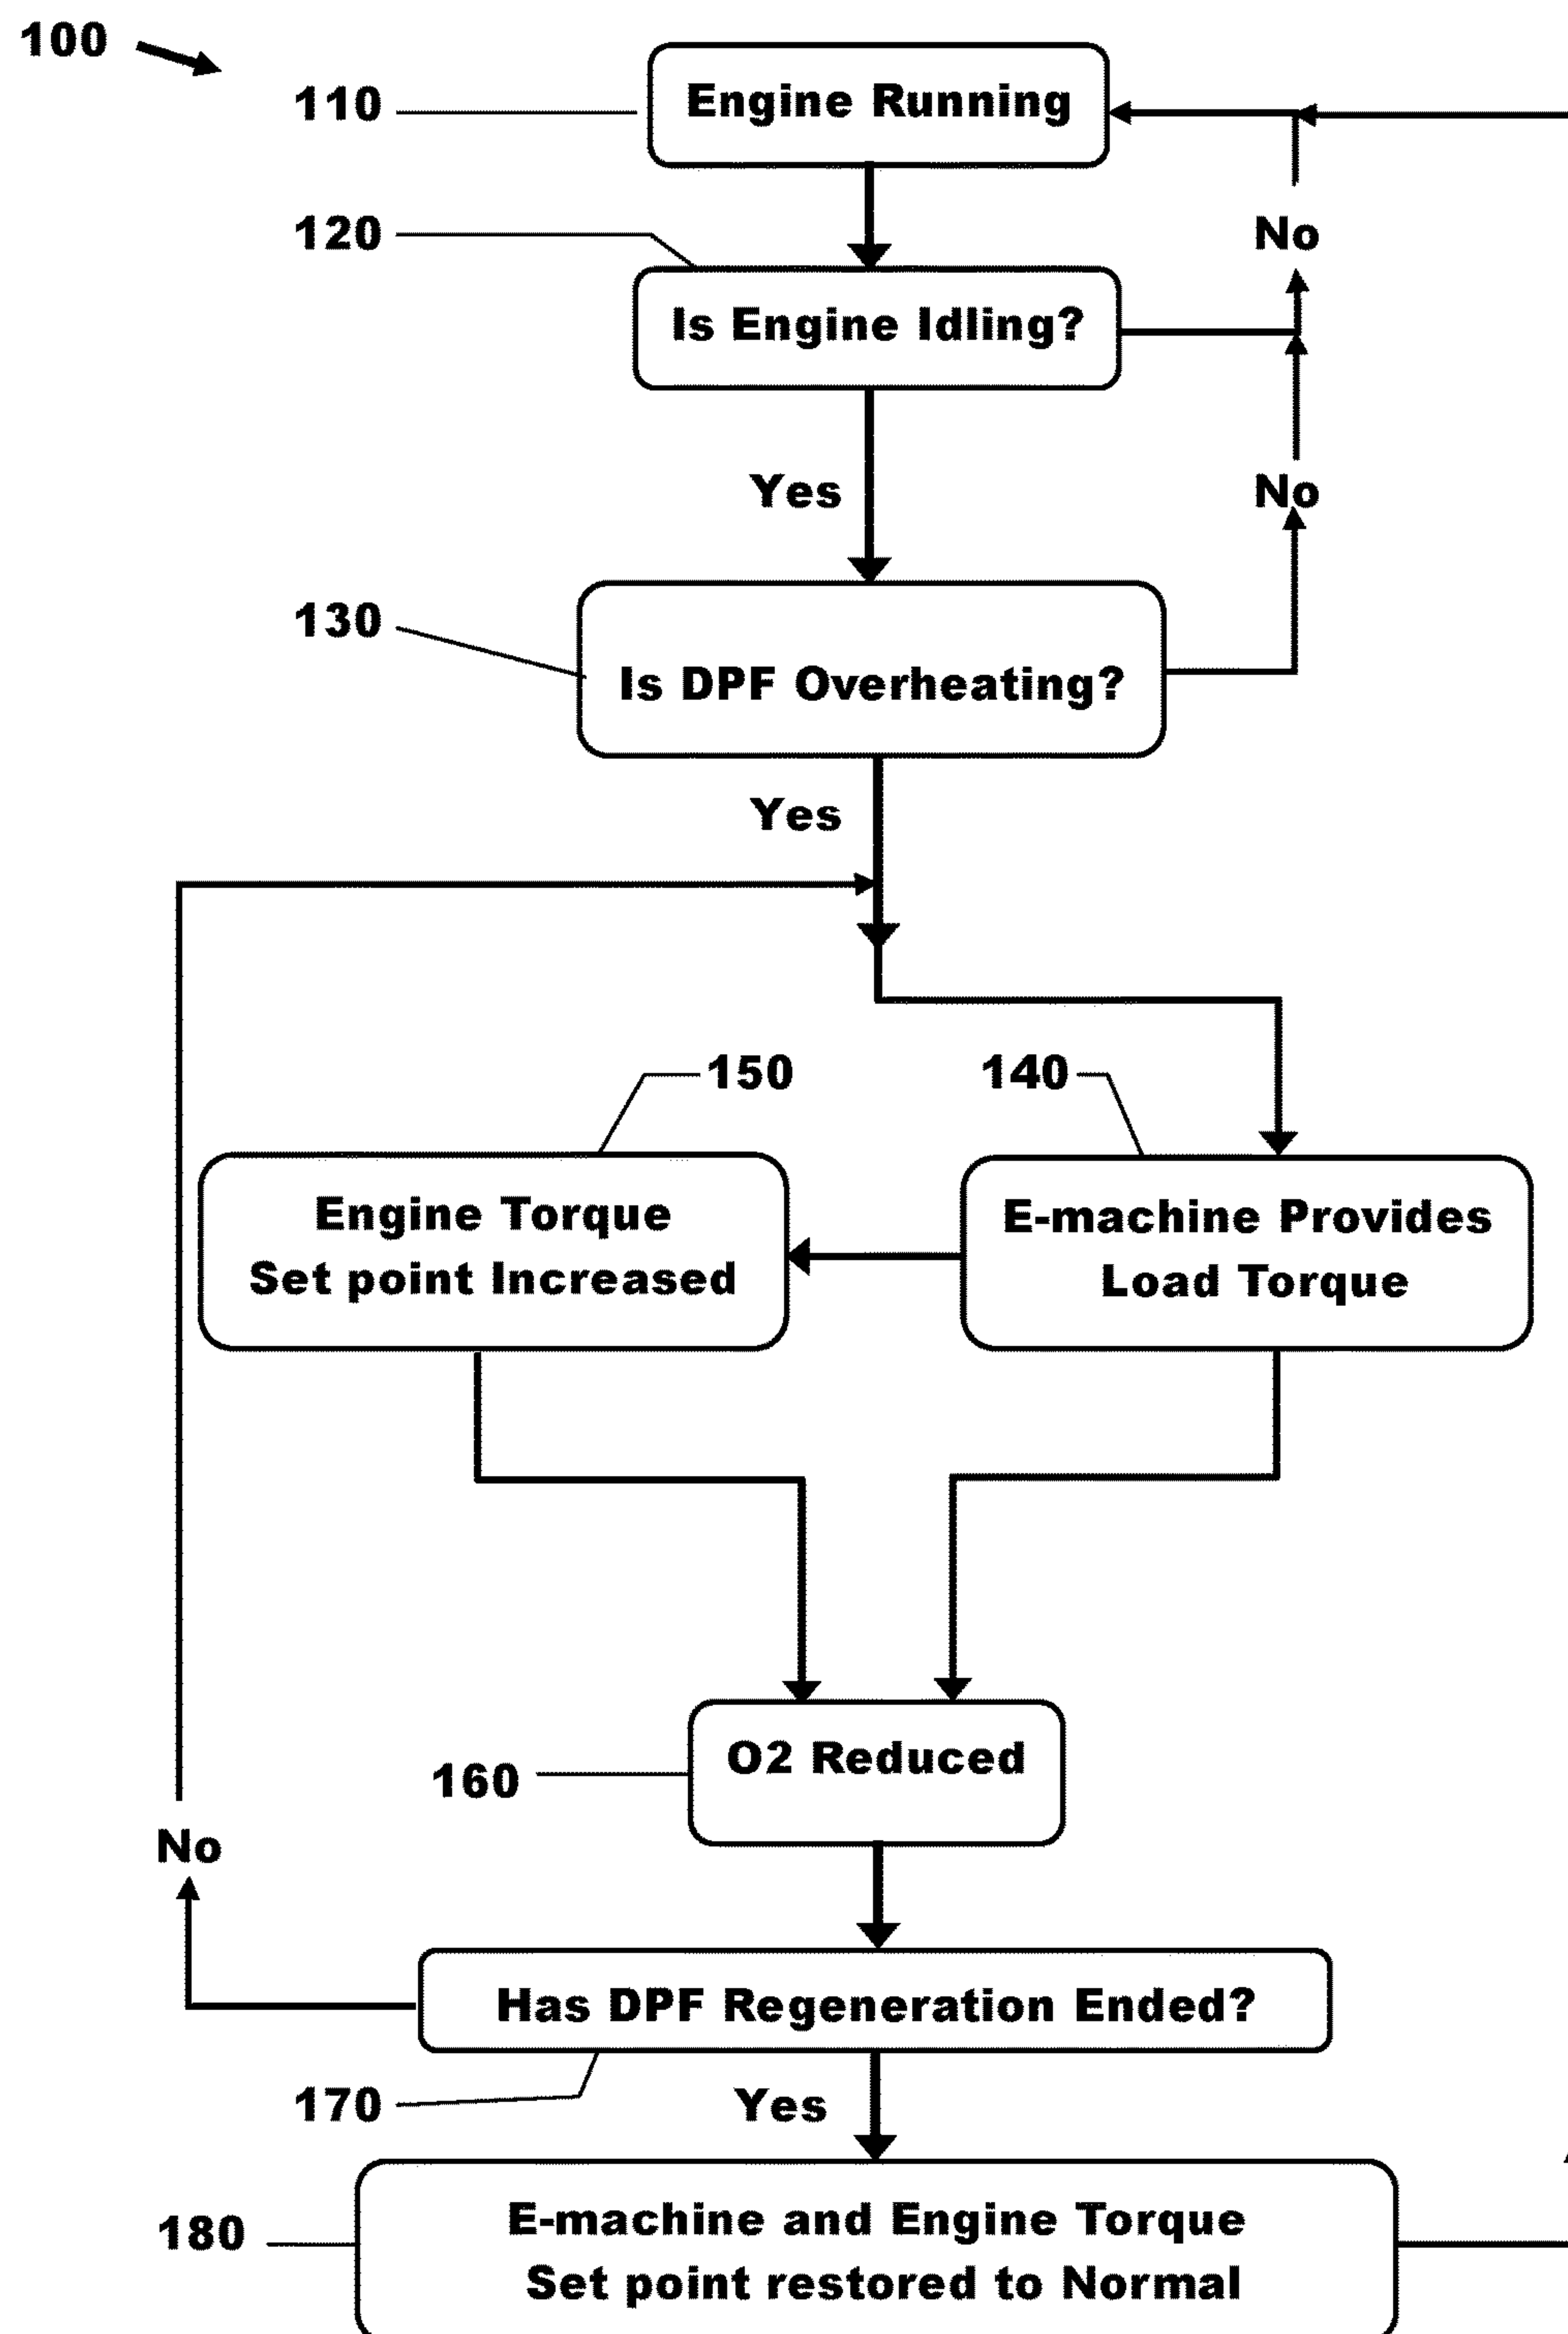 100
110
Engine Running
120
No
Is Engine Idling?
Yes
No
130
Is DPF Overheating?
Yes
150
140
Engine Torque
Set point Increased
E-machine Provides
Load Torque
160
O2 Reduced
No
Has DPF Regeneration Ended?
170
Yes
180
E-machine and Engine Torque
Set point restored to Normal